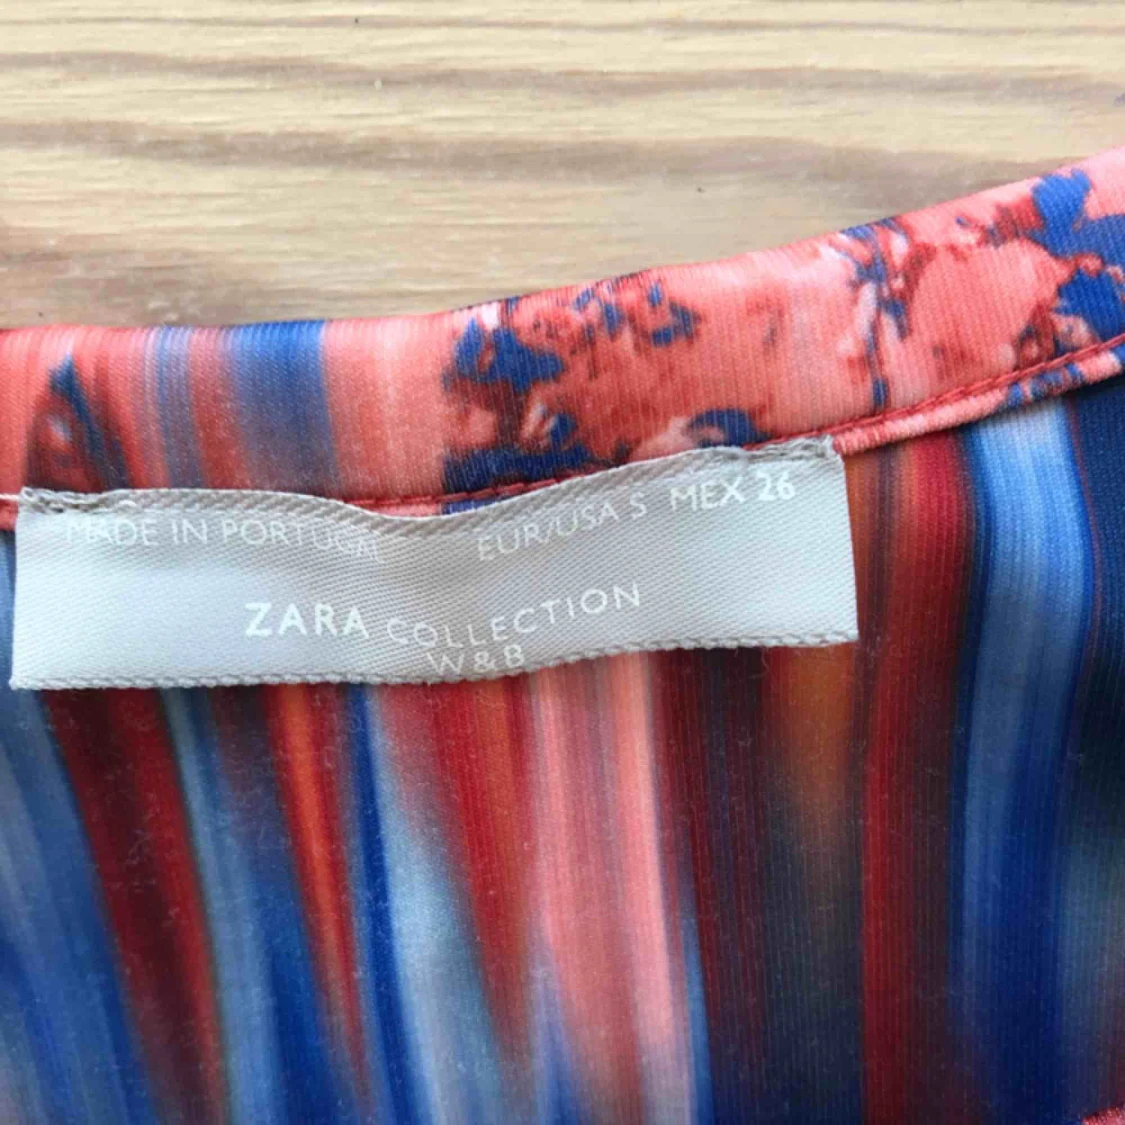 MADE IN PORTUGAL EUR/USA S MEX 26
ZARA COLLECTION
W&B